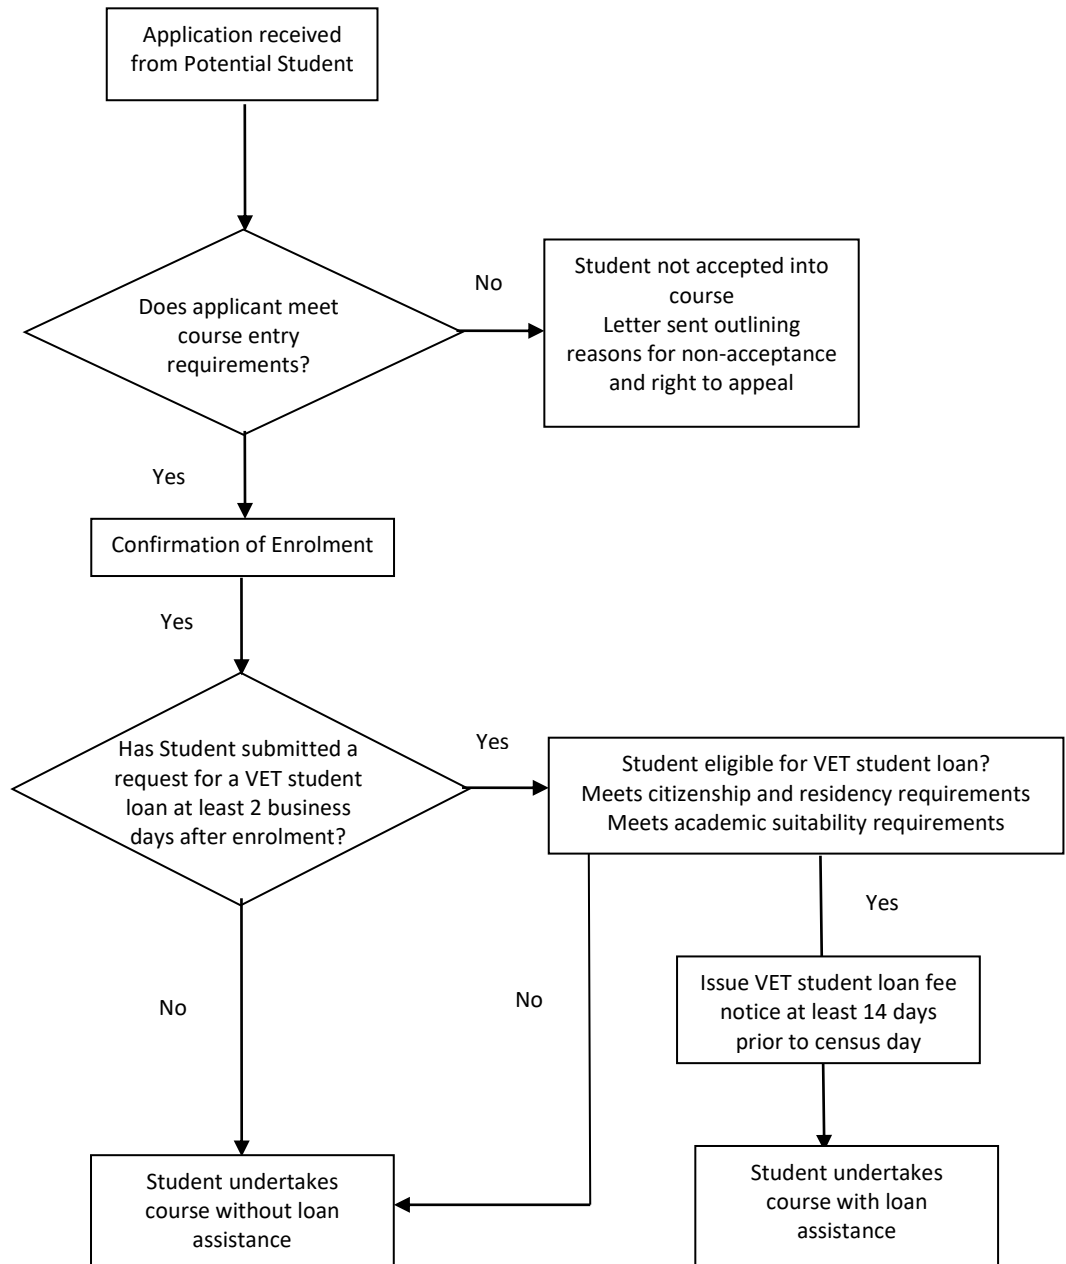 Application received
from Potential Student
Does applicant meet
course entry
requirements?
No
Student not accepted into
course
Letter sent outlining
reasons for non-acceptance
and right to appeal
Yes
Confirmation of Enrolment
Yes
Has Student submitted a
request for a VET student
loan at least 2 business
days after enrolment?
Yes
Student eligible for VET student loan?
Meets citizenship and residency requirements
Meets academic suitability requirements
Yes
Issue VET student loan fee
notice at least 14 days
prior to census day
No
No
Student undertakes
course without loan
assistance
Student undertakes
course with loan
assistance